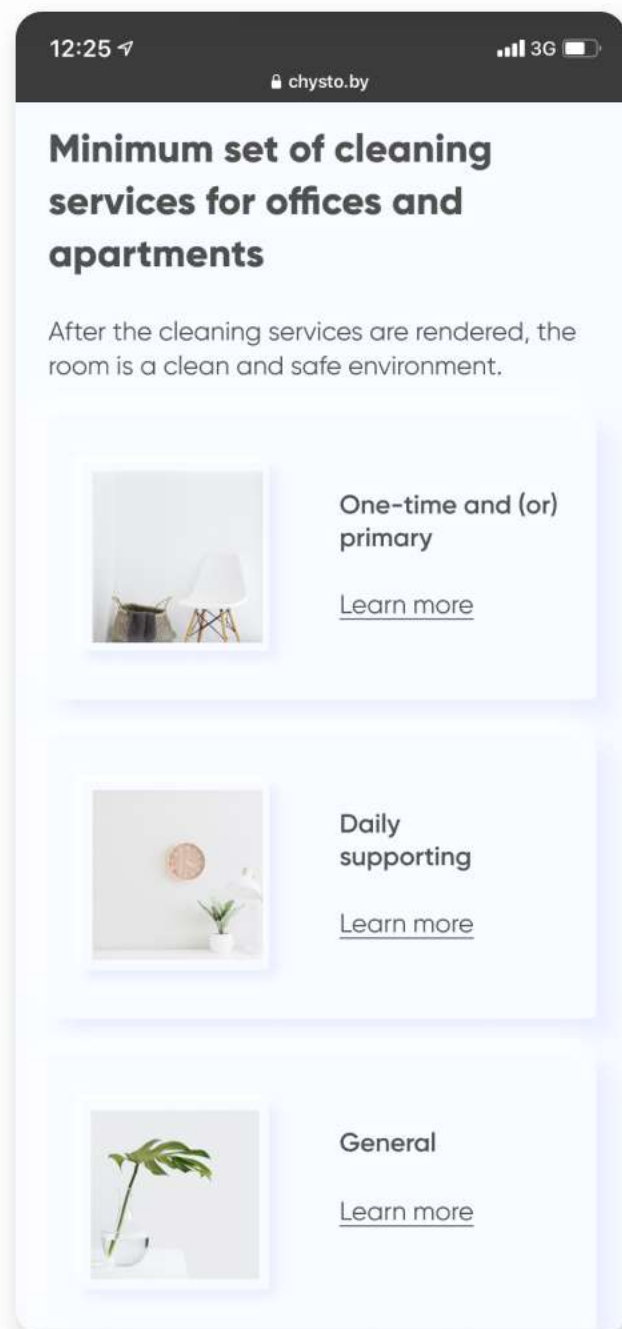 12:25
3G
chysto.by
Minimum set of cleaning
services for offices and
apartments
After the cleaning services are rendered, the
room is a clean and safe environment.
One-time and (or)
primary
Learn more
Daily
supporting
Learn more
General
Learn more